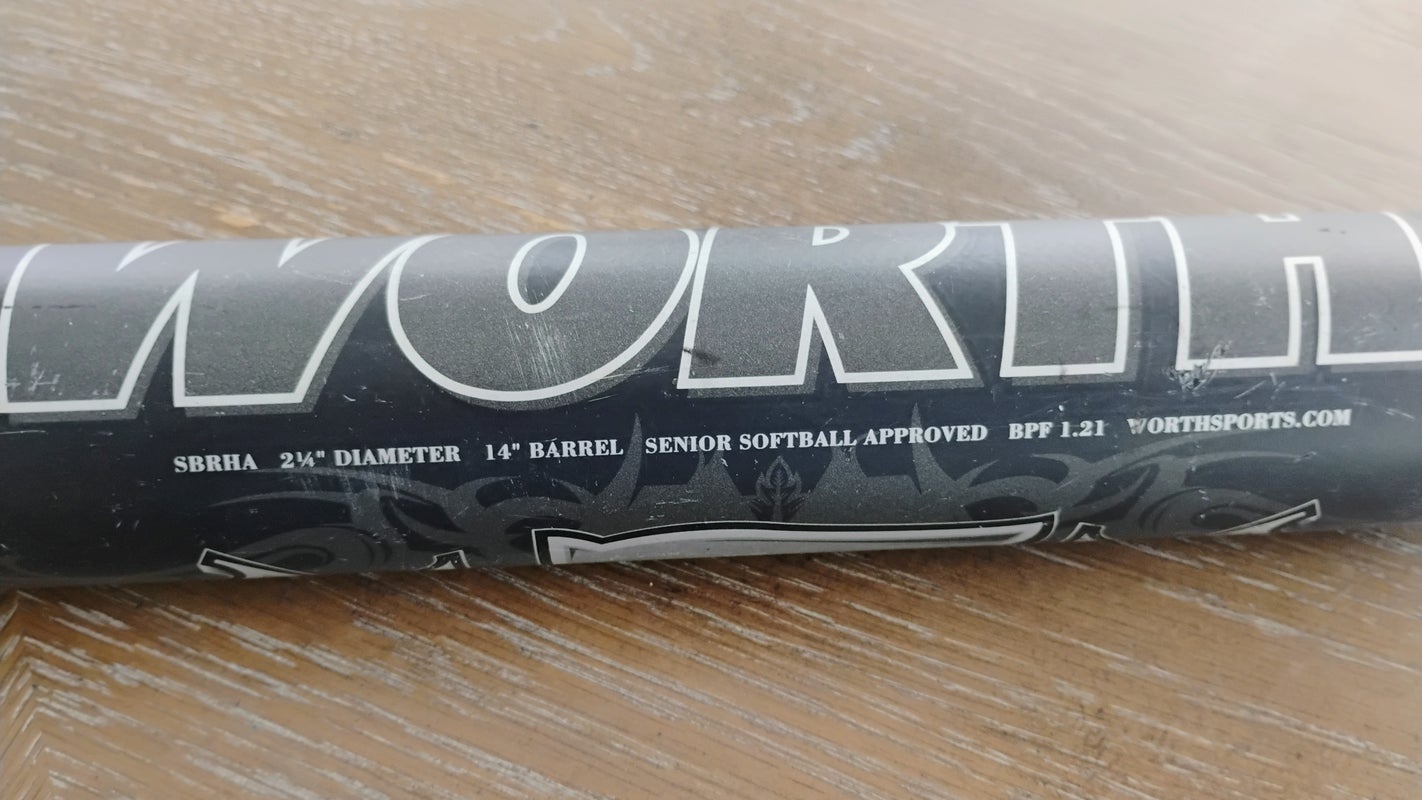 WORTH
SBRHA 2¼" DIAMETER 14" BARREL SENIOR SOFTBALL APPROVED BPF 1.21 WORTHSPORTS.COM